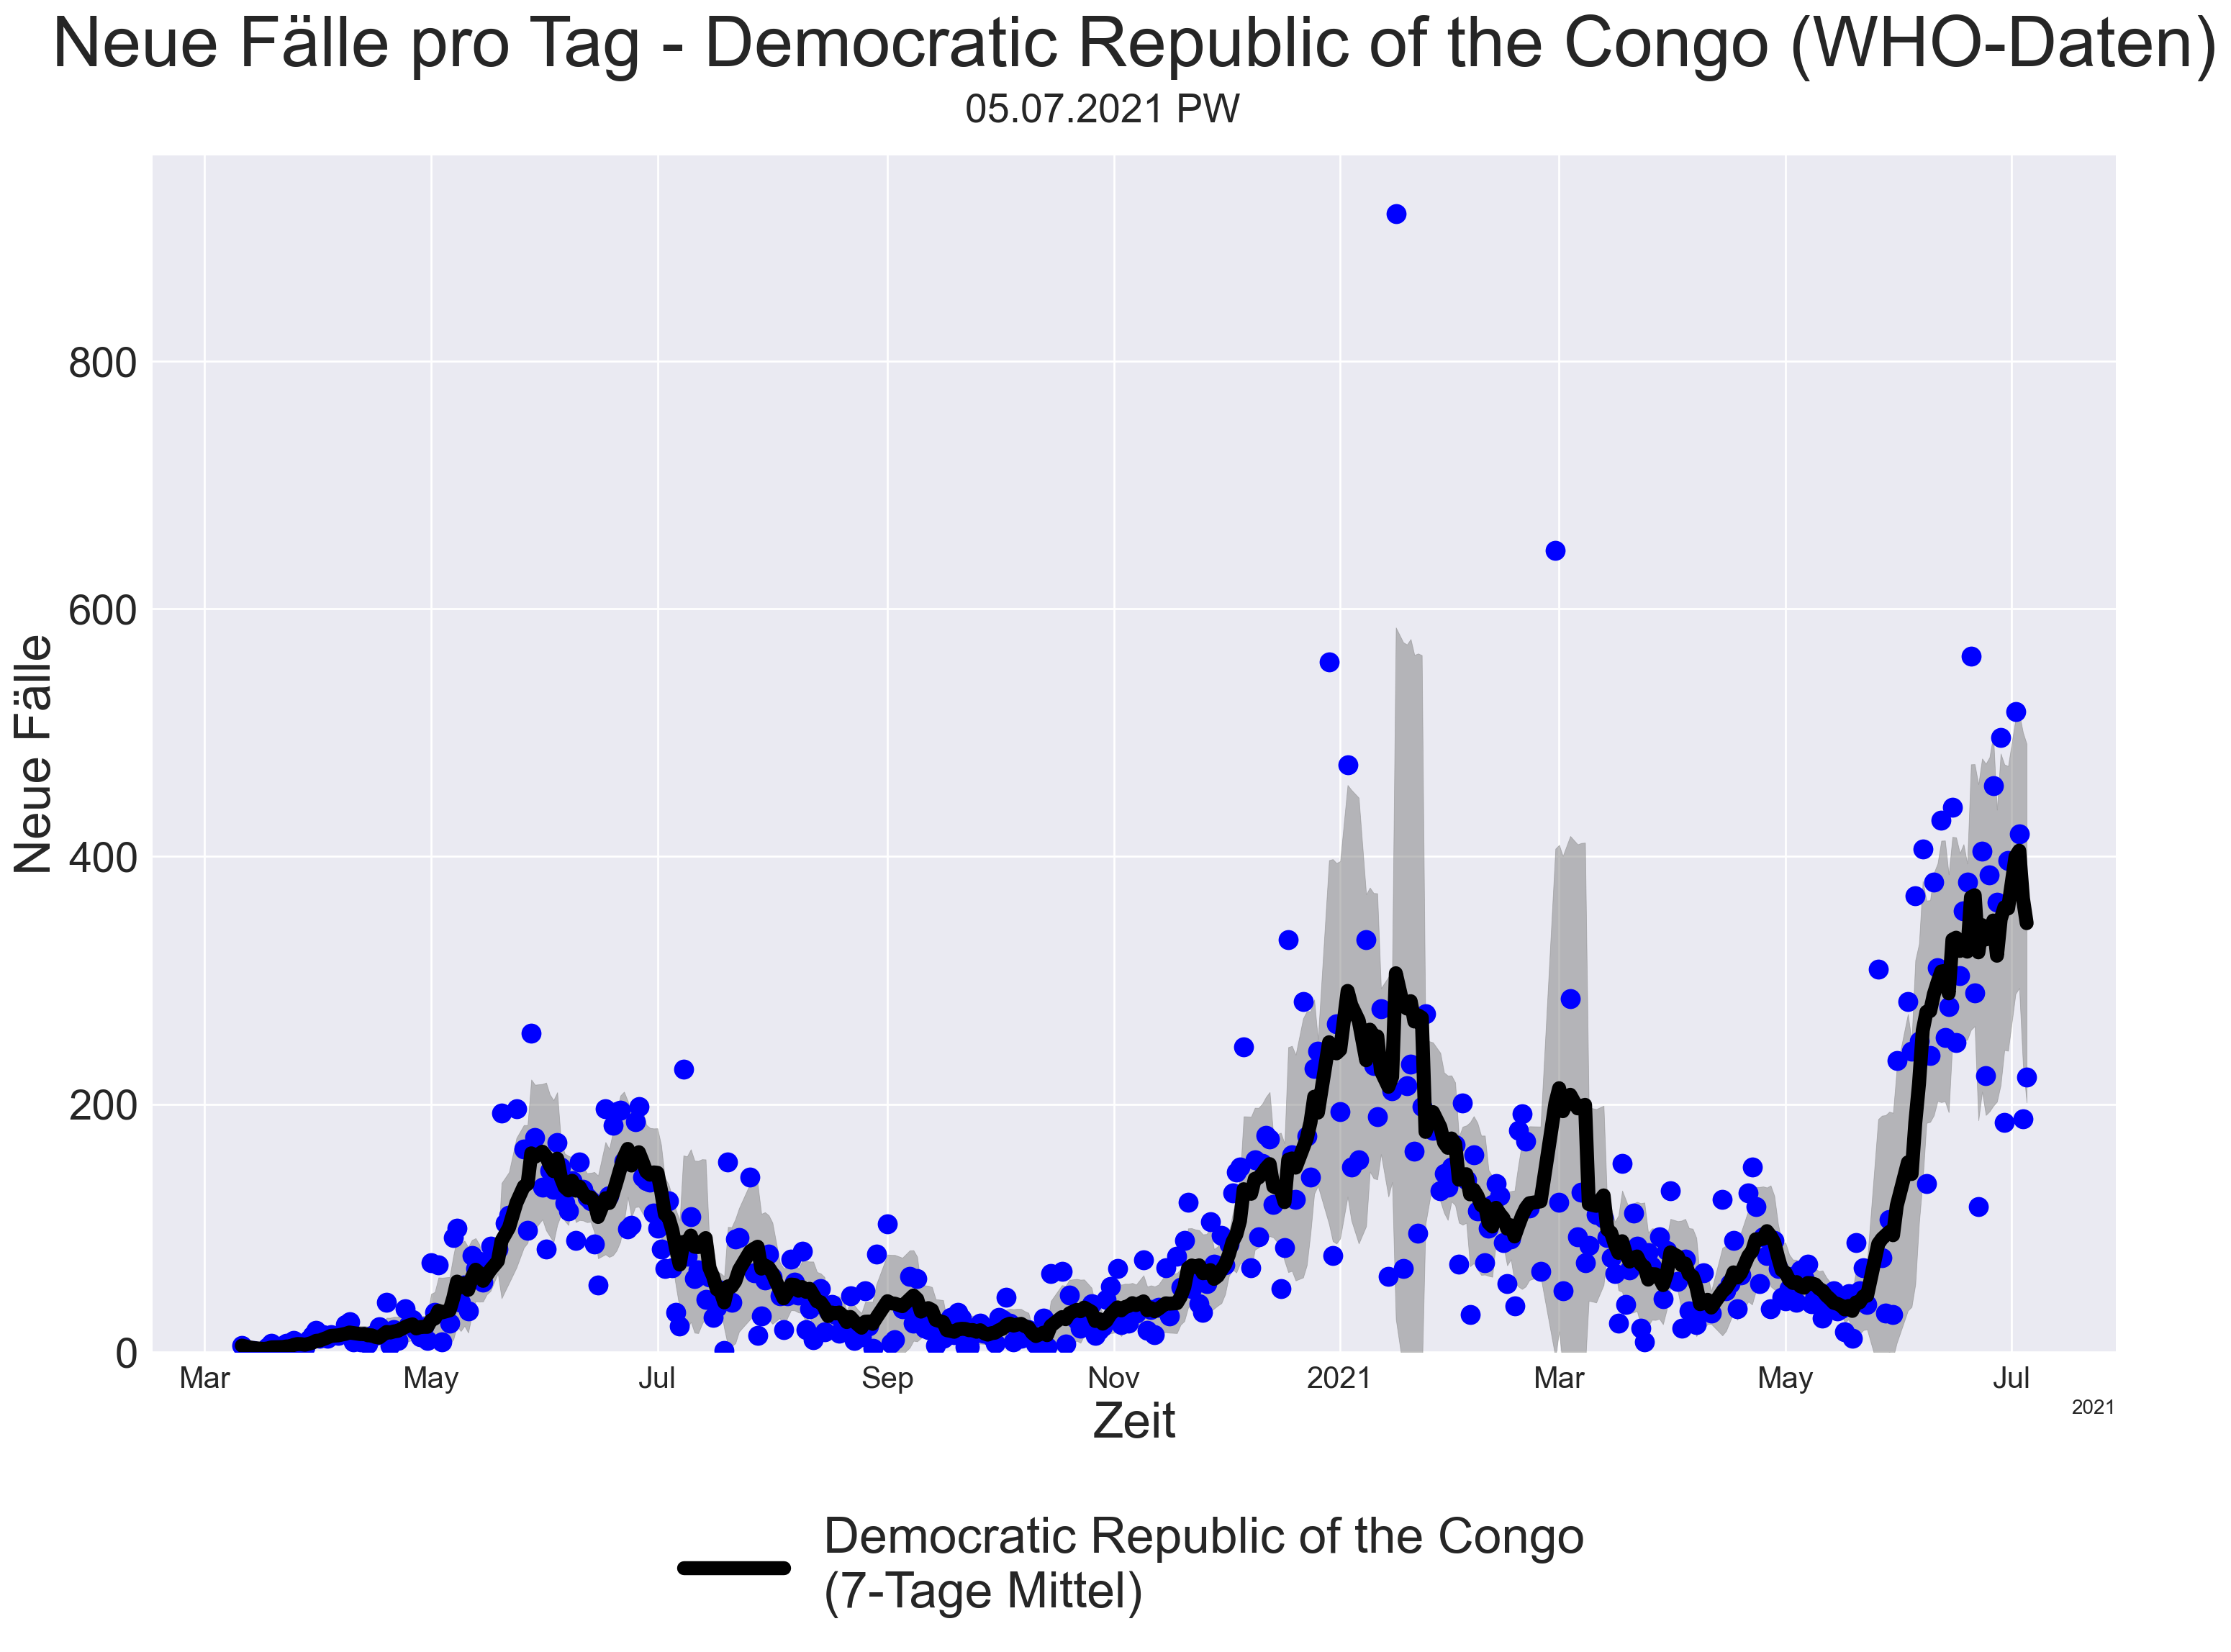 Neue Fälle pro Tag - Democratic Republic of the Congo (WHO-Daten)
05.07.2021 PW
Neue Fälle
800
600
400
200
0
Mar May Jul Sep Nov 2021 Mar May Jul
2021
Zeit
Democratic Republic of the Congo
(7-Tage Mittel)